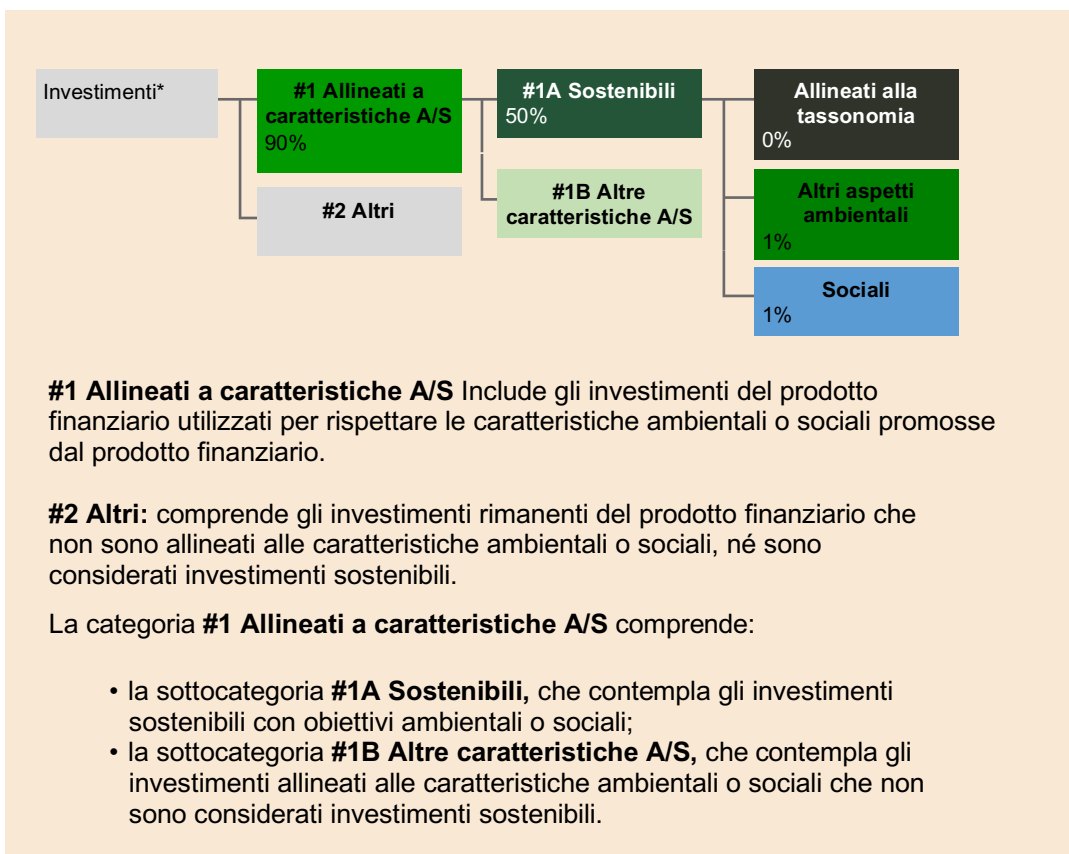 Investimenti*
#1 Allineati a
caratteristiche A/S
90%
#2 Altri
#1A Sostenibili
50%
#1B Altre
caratteristiche A/S
Allineati alla
tassonomia
0%
Altri aspetti
ambientali
1%
Sociali
1%
#1 Allineati a caratteristiche A/S Include gli investimenti del prodotto
finanziario utilizzati per rispettare le caratteristiche ambientali o sociali promosse
dal prodotto finanziario.
#2 Altri: comprende gli investimenti rimanenti del prodotto finanziario che
non sono allineati alle caratteristiche ambientali o sociali, né sono
considerati investimenti sostenibili.
La categoria #1 Allineati a caratteristiche A/S comprende:
• la sottocategoria #1A Sostenibili, che contempla gli investimenti
sostenibili con obiettivi ambientali o sociali;
• la sottocategoria #1B Altre caratteristiche A/S, che contempla gli
investimenti allineati alle caratteristiche ambientali o sociali che non
sono considerati investimenti sostenibili.